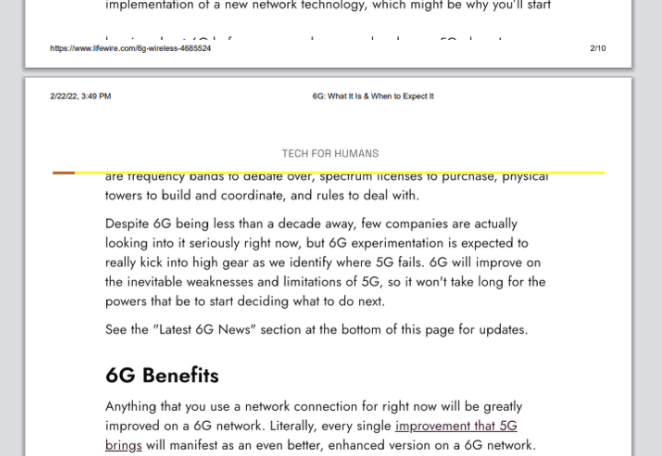 implementation of a new network technology, which might be why you'll start
https://www.lifewire.com/6g-wireless-4685524
2/10
2/22/22, 3:49 PM
6G: What It Is & When to Expect It
TECH FOR HUMANS
are frequency bands to debate over, spectrum licenses to purchase, physical
towers to build and coordinate, and rules to deal with.
Despite 6G being less than a decade away, few companies are actually
looking into it seriously right now, but 6G experimentation is expected to
really kick into high gear as we identify where 5G fails. 6G will improve on
the inevitable weaknesses and limitations of 5G, so it won't take long for the
powers that be to start deciding what to do next.
See the "Latest 6G News" section at the bottom of this page for updates.
6G Benefits
Anything that you use a network connection for right now will be greatly
improved on a 6G network. Literally, every single improvement that 5G
brings will manifest as an even better, enhanced version on a 6G network.